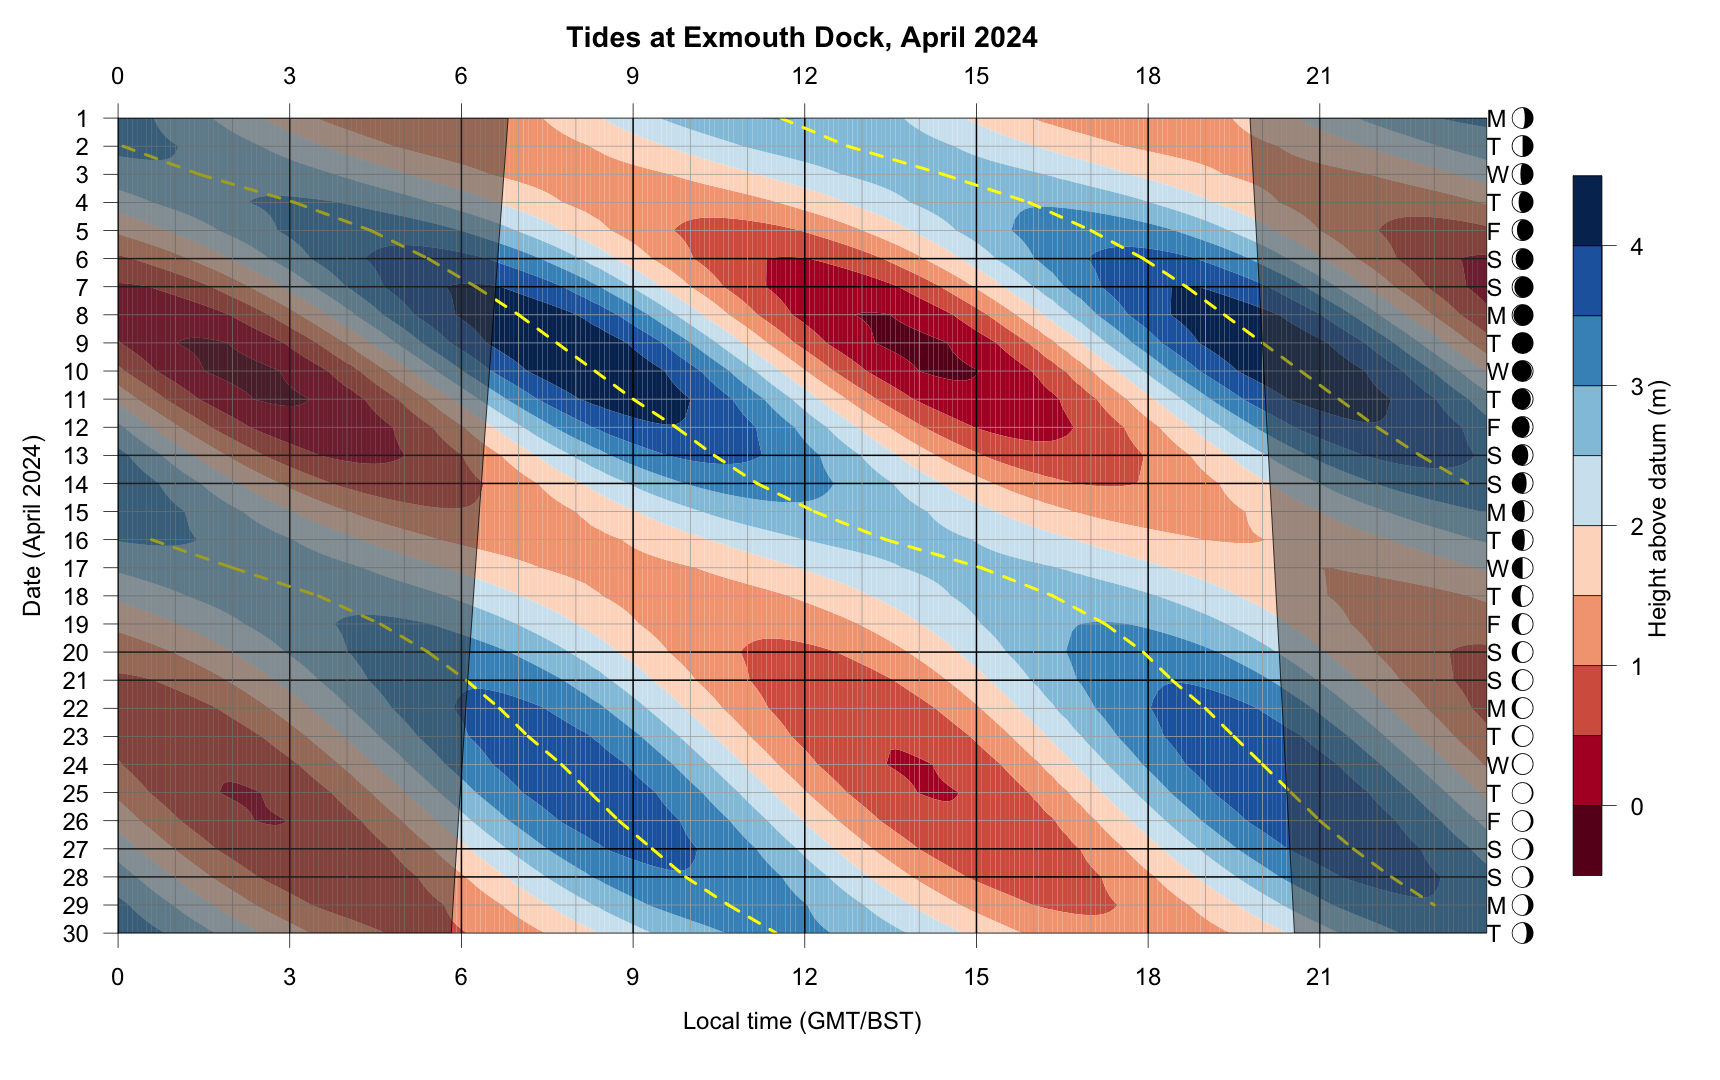 Tides at Exmouth Dock, April 2024
0 3 6 9 12 15 18 21
1 M
2 T
3 W
4 T
5 F
6 S
7 S
8 M
9 T
10 W
11 T
12 F
13 S
14 S
15 M
16 T
17 W
18 T
19 F
20 S
21 S
22 M
23 T
24 W
25 T
26 F
27 S
28 S
29 M
30 T
Date (April 2024)
0 3 6 9 12 15 18 21
Local time (GMT/BST)
4
3
2
1
0
Height above datum (m)